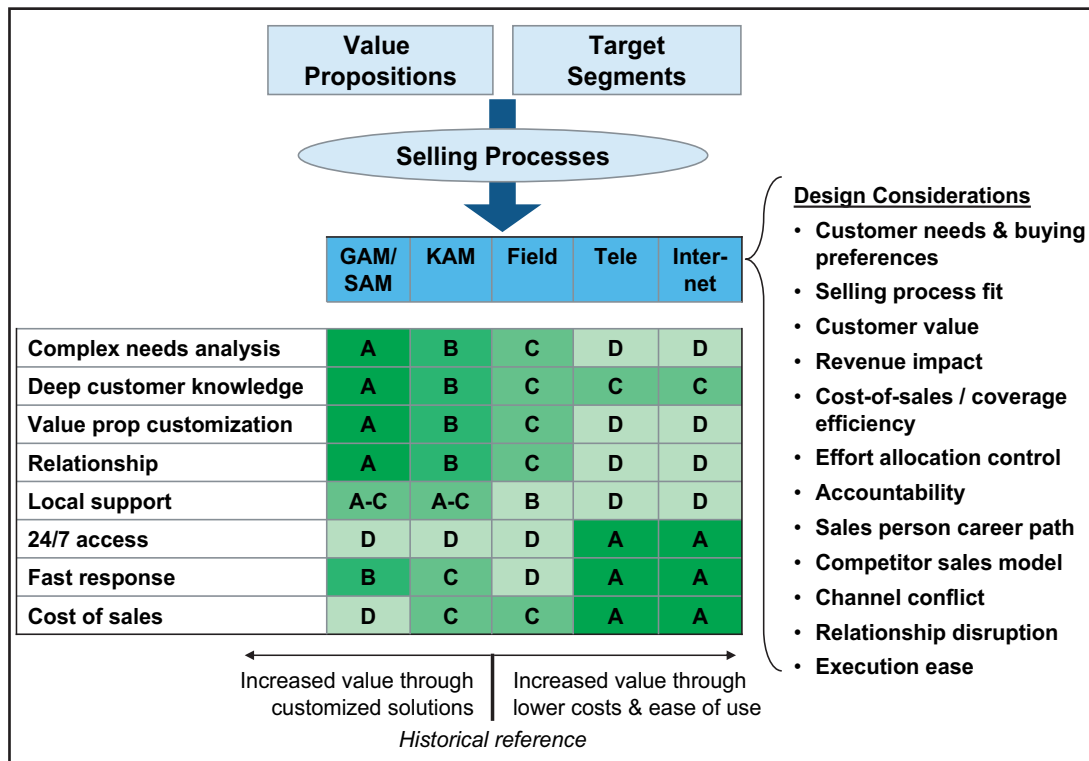 Value
Propositions
Target
Segments
Selling Processes
GAM/
SAM
KAM
Field
Tele
Inter-
net
Complex needs analysis A B C D D
Deep customer knowledge A B C C C
Value prop customization A B C D D
Relationship A B C D D
Local support A-C A-C B D D
24/7 access D D D A A
Fast response B C D A A
Cost of sales D C C A A
Increased value through
customized solutions
Increased value through
lower costs & ease of use
Historical reference
Design Considerations
• Customer needs & buying
preferences
• Selling process fit
• Customer value
• Revenue impact
• Cost-of-sales / coverage
efficiency
• Effort allocation control
• Accountability
• Sales person career path
• Competitor sales model
• Channel conflict
• Relationship disruption
• Execution ease